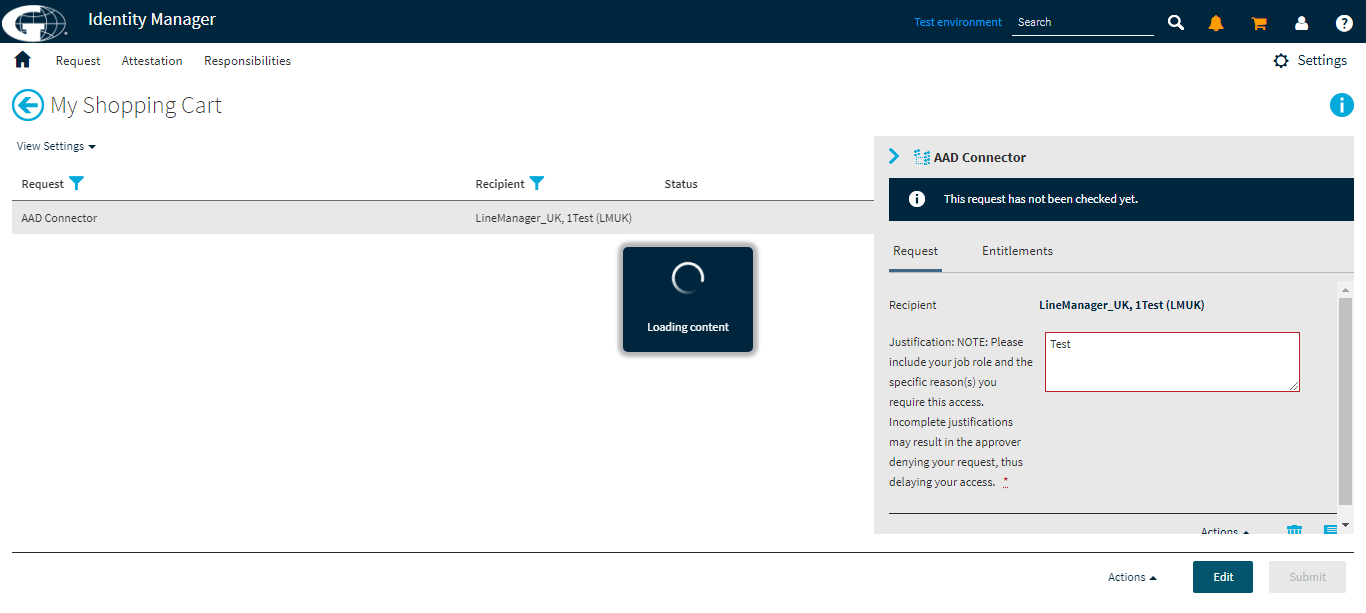 Identity Manager
Test environment
Search
Request
Attestation
Responsibilities
Settings
My Shopping Cart
View Settings
Request
Recipient
Status
AAD Connector
LineManager_UK, 1Test (LMUK)
Loading content
AAD Connector
This request has not been checked yet.
Request
Entitlements
Recipient
LineManager_UK, 1Test (LMUK)
Justification: NOTE: Please
include your job role and the
specific reason(s) you
require this access.
Incomplete justifications
may result in the approver
denying your request, thus
delaying your access. *
Test
Actions
Actions
Edit
Submit